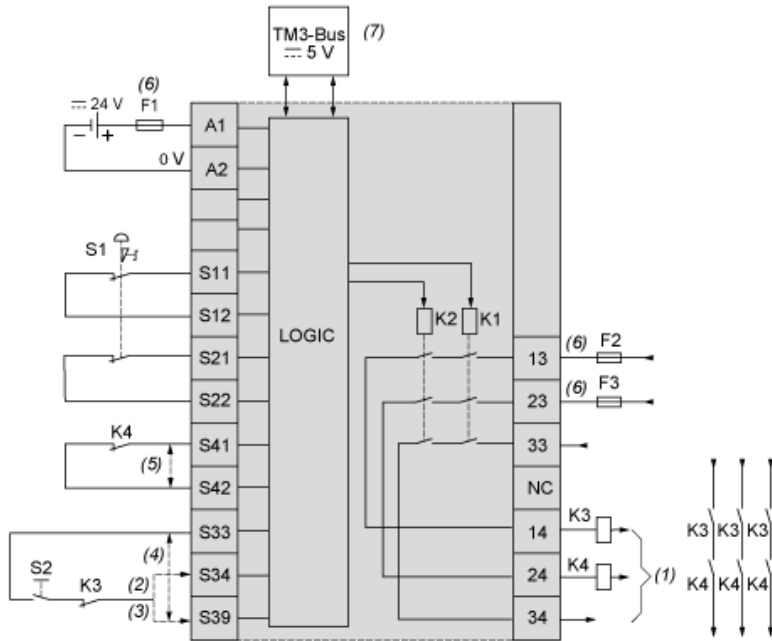 TM3-Bus
5 V
(7)
(6)
24 V
F1
− +
0 V
A1
A2
S1
S11
S12
S21
S22
K4
S41
(5)
S42
S33
(4)
S2
K3
(2)
S34
(3)
S39
LOGIC
K2
K1
(6)
F2
13
(6)
F3
23
33
NC
K3
14
K4
24
(1)
34
K3 K3 K3
K4 K4 K4